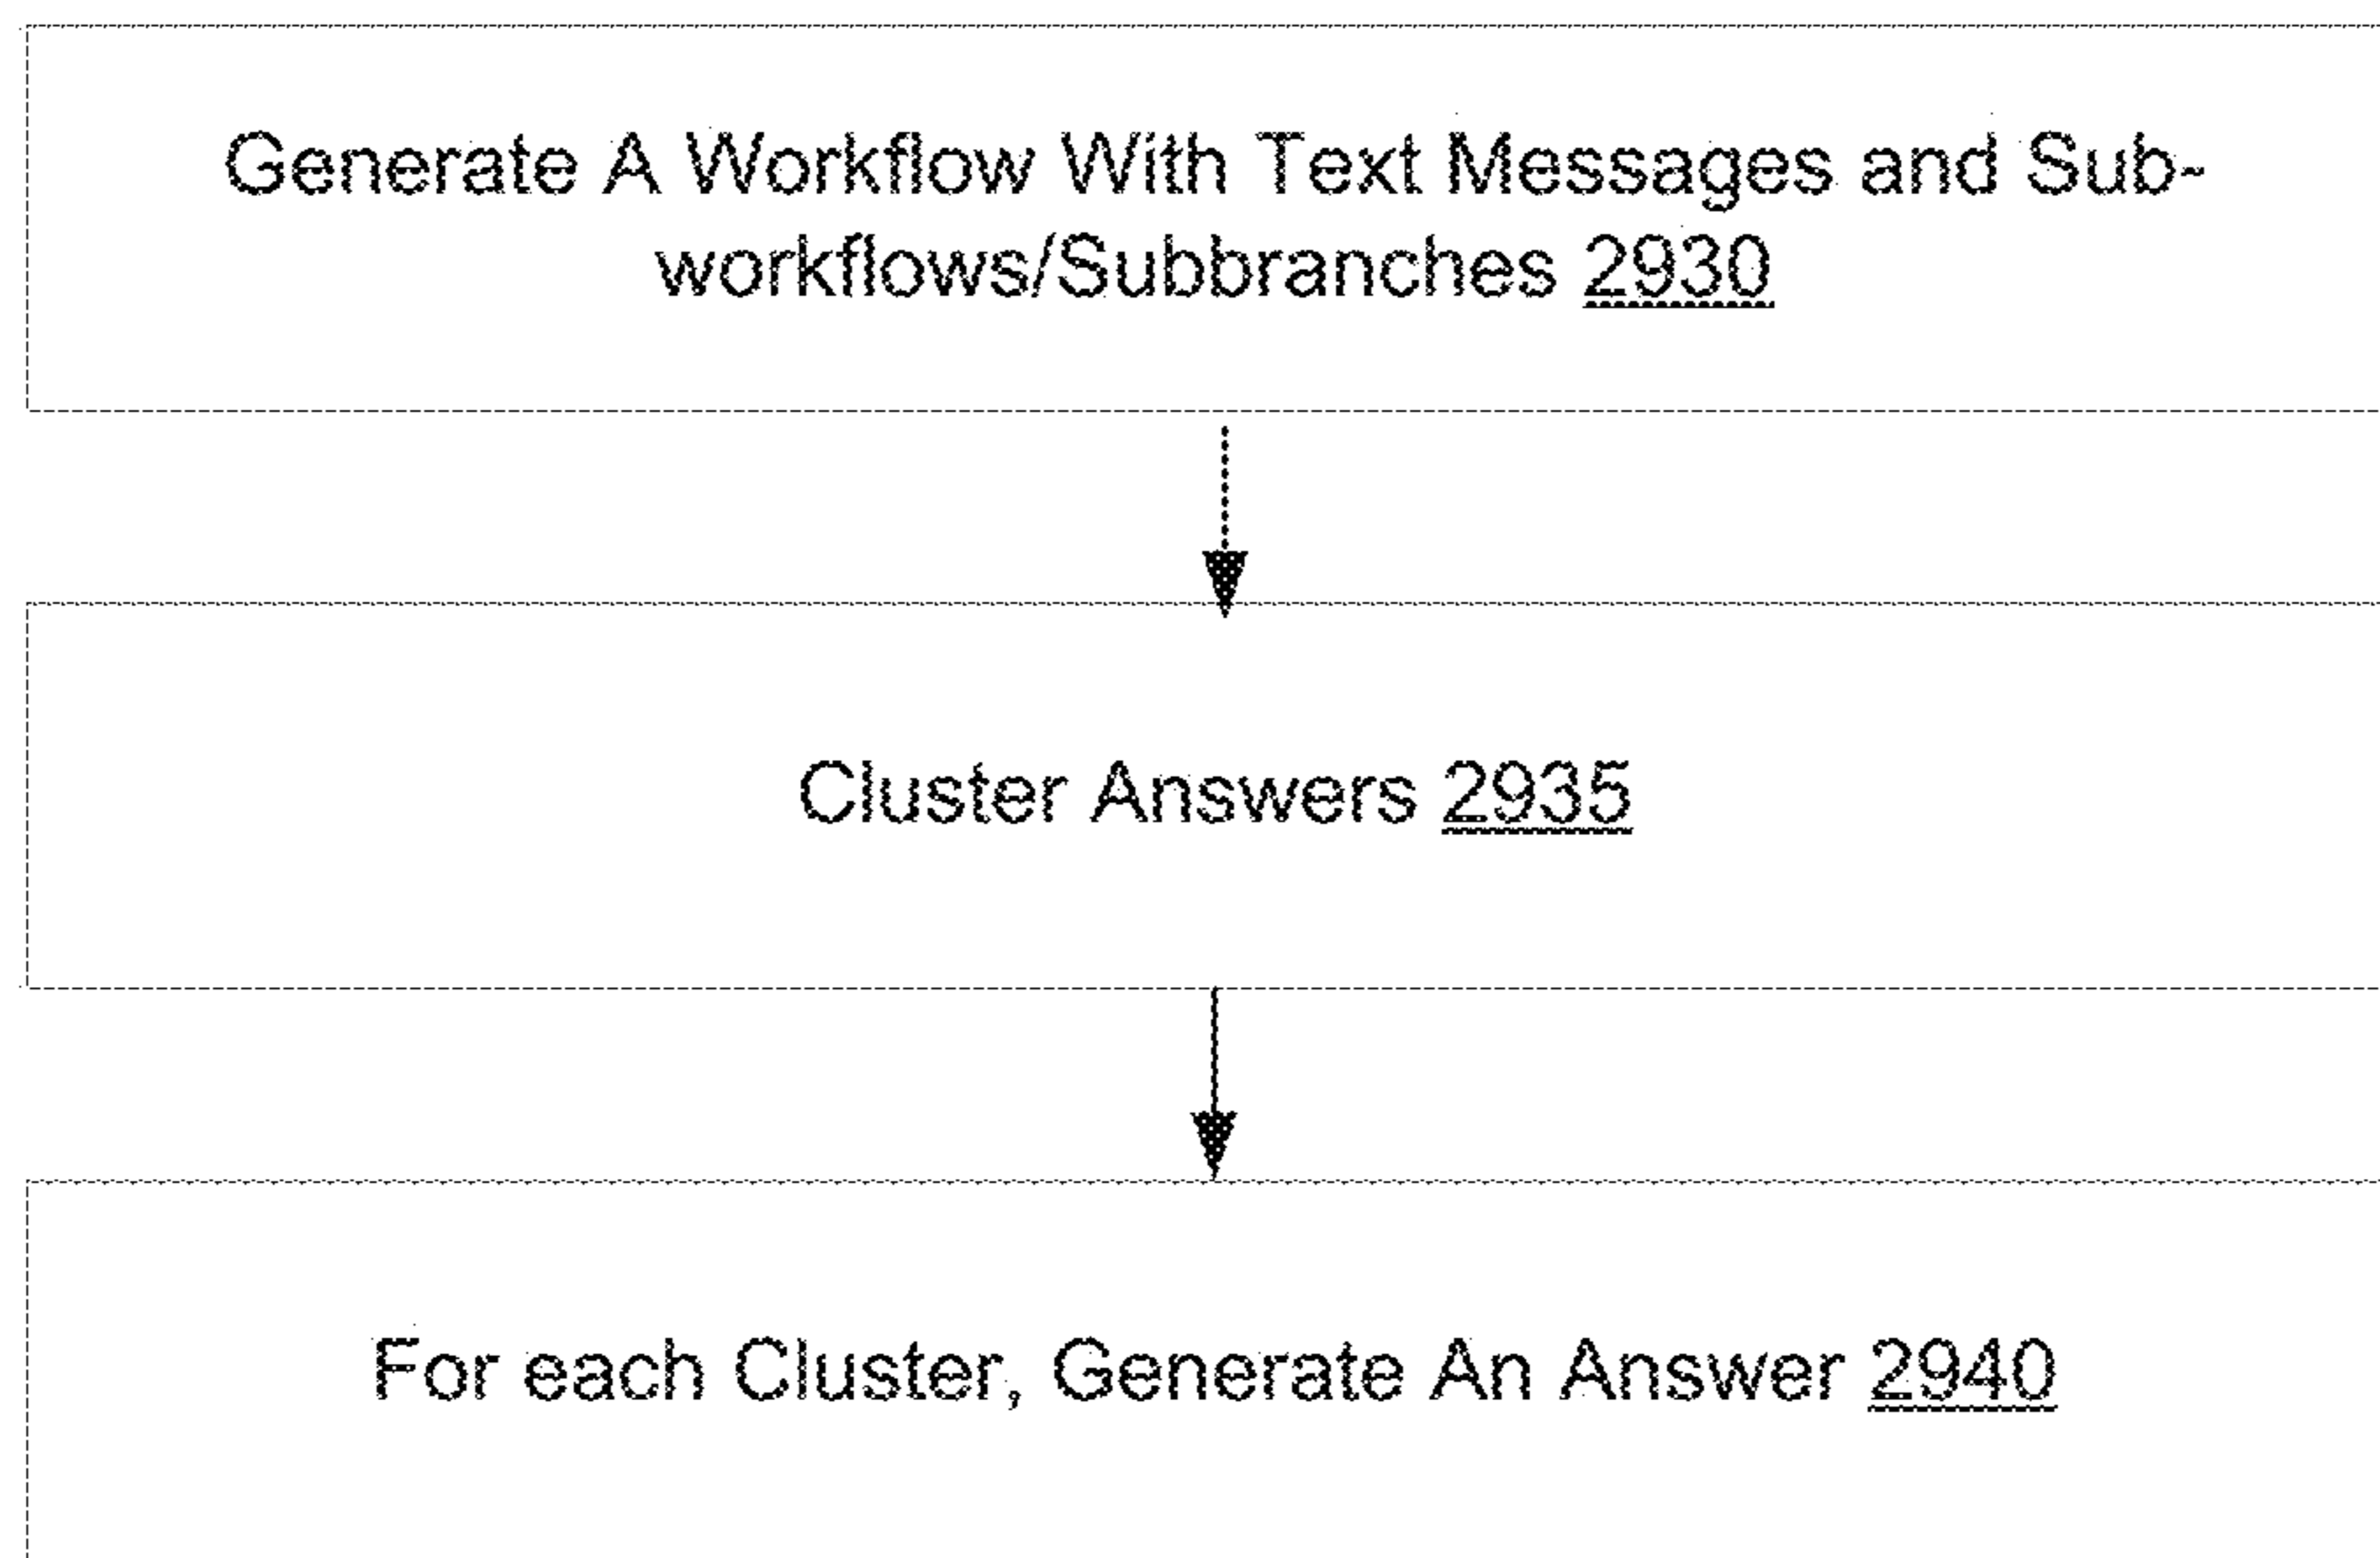 Generate A Workflow With Text Messages and Sub-
workflows/Subbranches 2930
Cluster Answers 2935
For each Cluster, Generate An Answer 2940